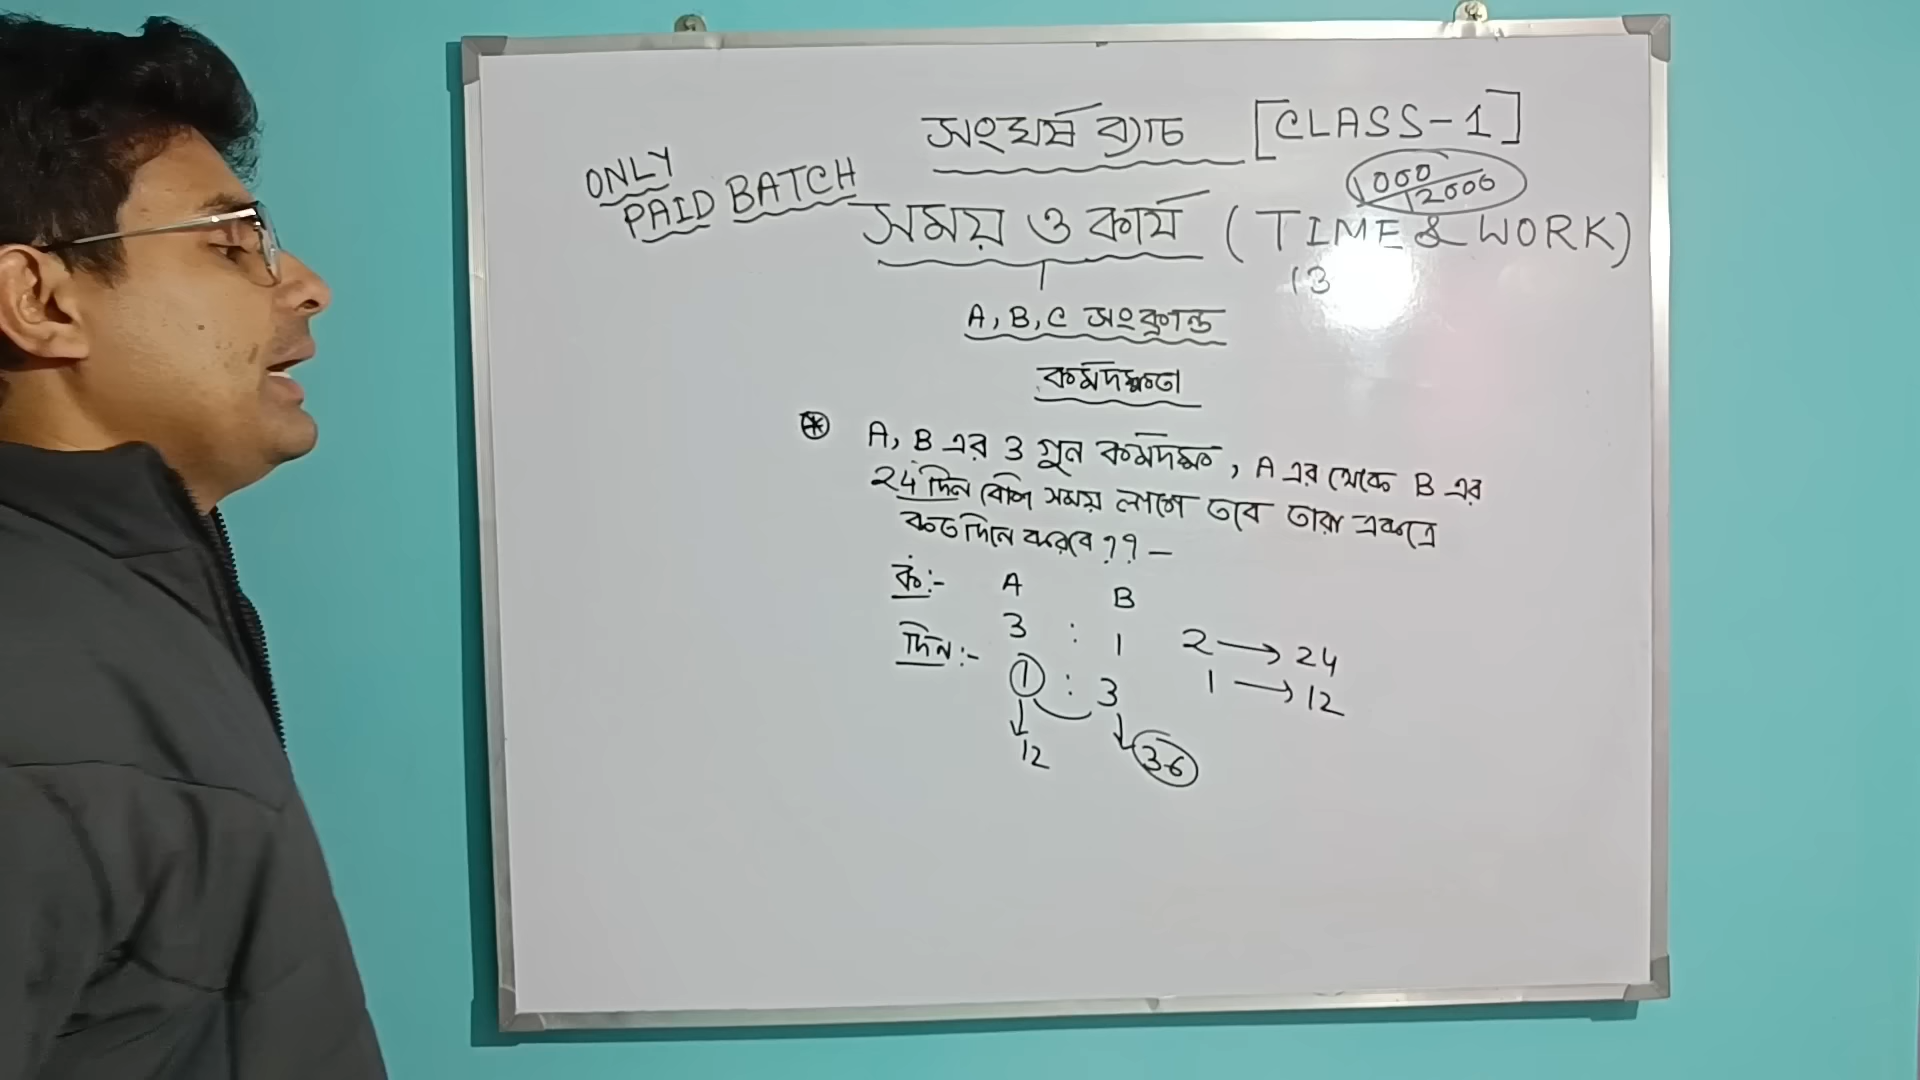 সংঘর্ষ ব্যাচ [CLASS-1]
ONLY
PAID BATCH
1000
12000
সময় ও কার্য (TIME & WORK)
13
A, B, C সংক্রান্ত
কর্মদক্ষতা
* A, B এর 3 গুন কর্মদক্ষ, A এর থেকে B এর
24 দিন বেশি সময় লাগে তবে তারা একত্রে
কতদিনে করবে ?? —
ক:- A B
3 : 1 2 → 24
দিন:- 1 : 3 1 → 12
12 36